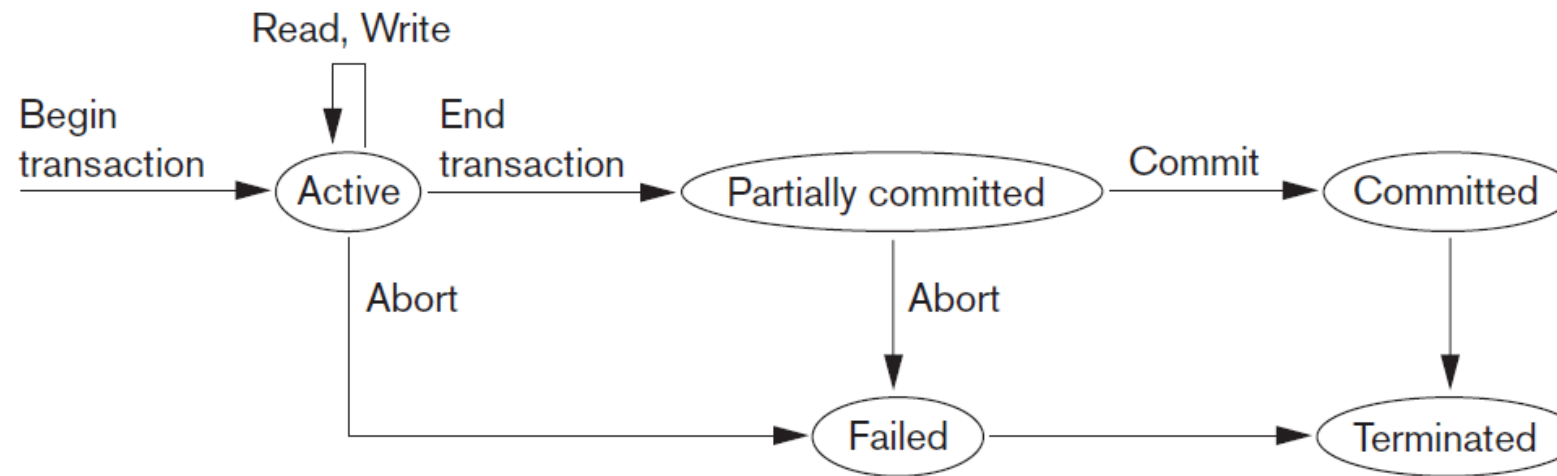 Read, Write
Begin
transaction
End
transaction
Active
Partially committed
Commit
Committed
Abort
Abort
Failed
Terminated